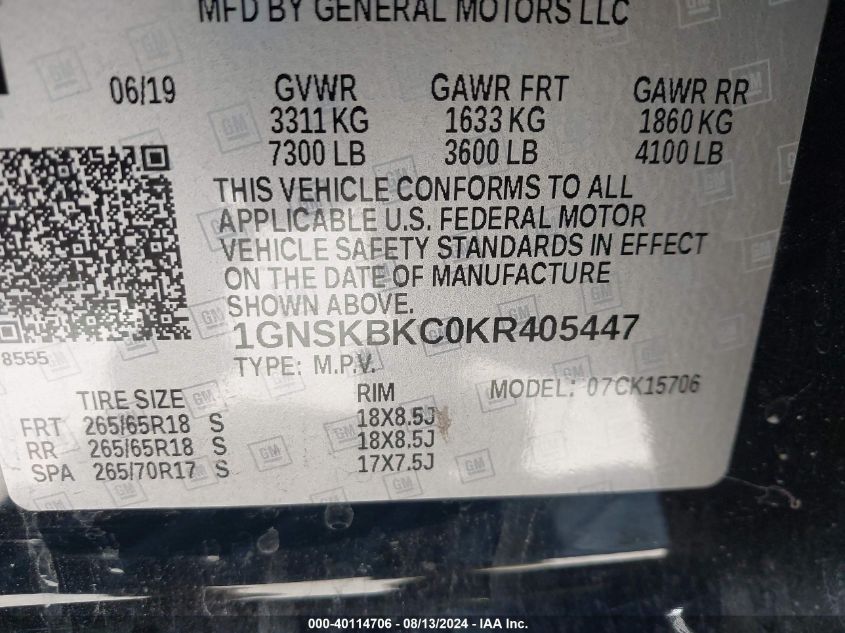 MFD BY GENERAL MOTORS LLC
06/19 GVWR GAWR FRT GAWR RR
3311 KG 1633 KG 1860 KG
7300 LB 3600 LB 4100 LB
THIS VEHICLE CONFORMS TO ALL
APPLICABLE U.S. FEDERAL MOTOR
VEHICLE SAFETY STANDARDS IN EFFECT
ON THE DATE OF MANUFACTURE
SHOWN ABOVE.
1GNSKBKC0KR405447
8555
TYPE: M.P.V.
TIRE SIZE RIM MODEL: 07CK15706
FRT 265/65R18 S 18X8.5J
RR 265/65R18 S 18X8.5J
SPA 265/70R17 S 17X7.5J
000-40114706 - 08/13/2024 - IAA, Inc.